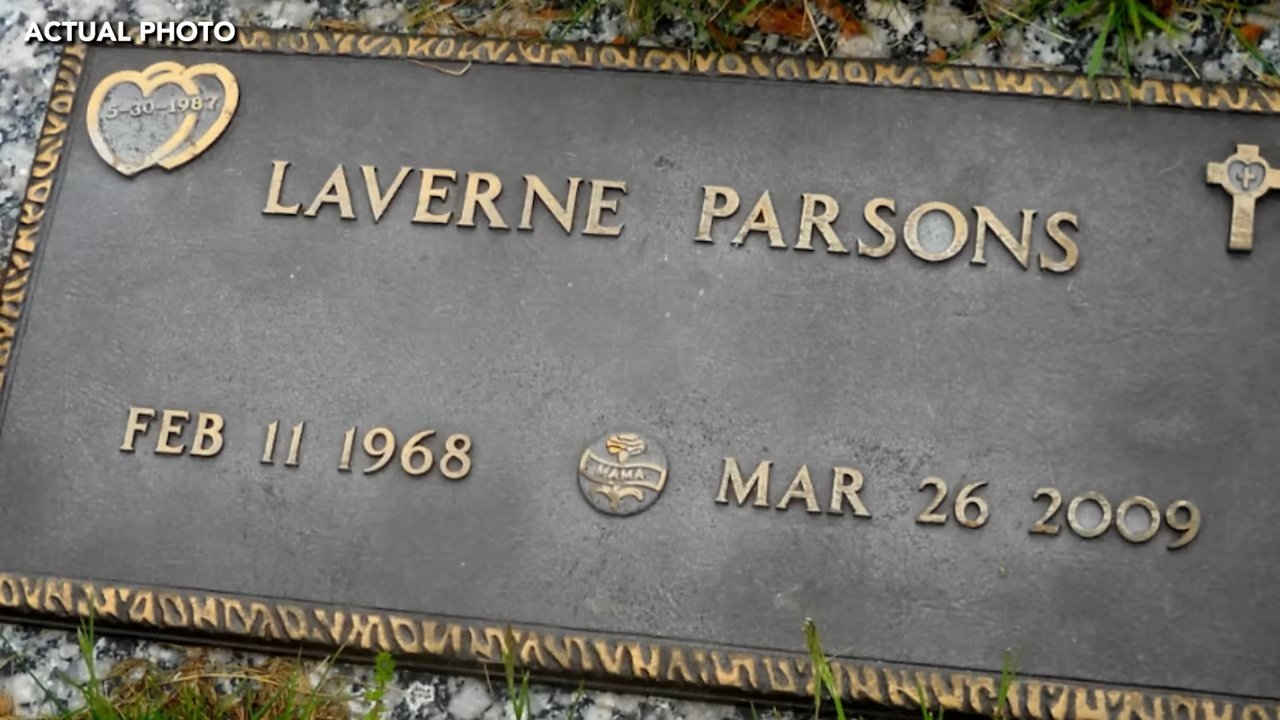 ACTUAL PHOTO
5-30-1987
LAVERNE PARSONS
FEB 11 1968
MAMA
MAR 26 2009